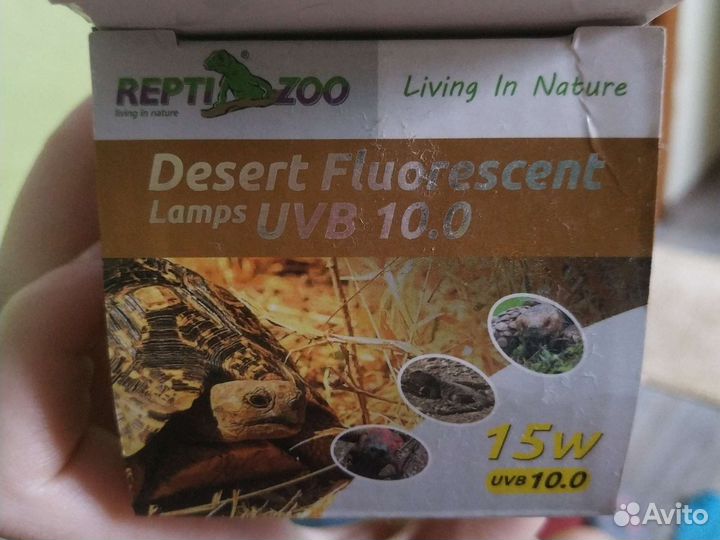 REPTI ZOO
living in nature
Living In Nature
Desert Fluorescent
Lamps UVB 10.0
15W
UVB 10.0
Avito